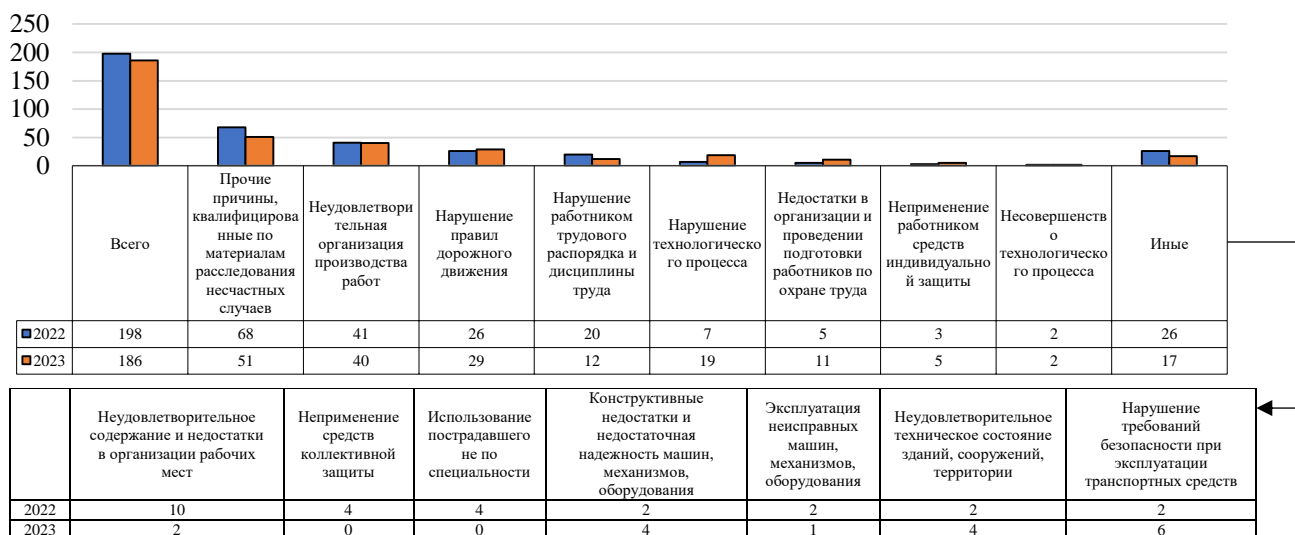 250
200
150
100
50
0
Всего
Прочие
причины,
квалифицирова
нные по
материалам
расследования
несчастных
случаев
Неудовлетвори
тельная
организация
производства
работ
Нарушение
правил
дорожного
движения
Нарушение
работником
трудового
распорядка и
дисциплины
труда
Нарушение
технологическо
го процесса
Недостатки в
организации и
проведении
подготовки
работников по
охране труда
Неприменение
работником
средств
индивидуально
й защиты
Несовершенств
о
технологическо
го процесса
Иные
2022 198 68 41 26 20 7 5 3 2 26
2023 186 51 40 29 12 19 11 5 2 17
Неудовлетворительное
содержание и недостатки
в организации рабочих
мест
Неприменение
средств
коллективной
защиты
Использование
пострадавшего
не по
специальности
Конструктивные
недостатки и
недостаточная
надежность машин,
механизмов,
оборудования
Эксплуатация
неисправных
машин,
механизмов,
оборудования
Неудовлетворительное
техническое состояние
зданий, сооружений,
территории
Нарушение
требований
безопасности при
эксплуатации
транспортных средств
2022 10 4 4 2 2 2 2
2023 2 0 0 4 1 4 6